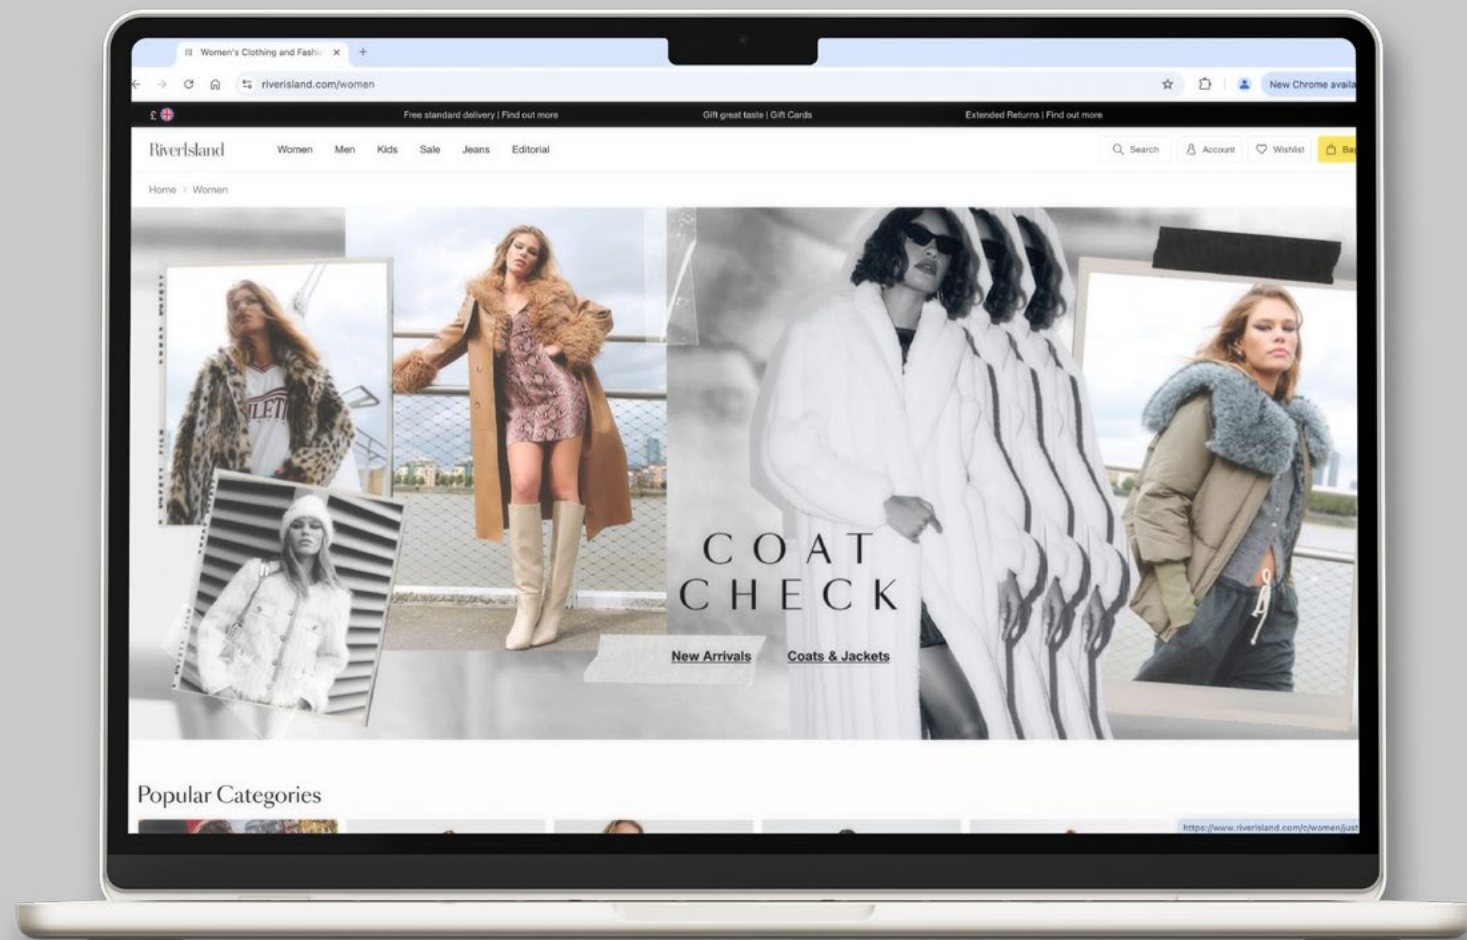 Women's Clothing and Fashi
riverisland.com/women
New Chrome availa
£
Free standard delivery | Find out more
Gift great taste | Gift Cards
Extended Returns | Find out more
RiverIsland
Women
Men
Kids
Sale
Jeans
Editorial
Search
Account
Wishlist
Bag
Home
Women
COAT
CHECK
New Arrivals
Coats & Jackets
Popular Categories
https://www.riverisland.com/c/women/just